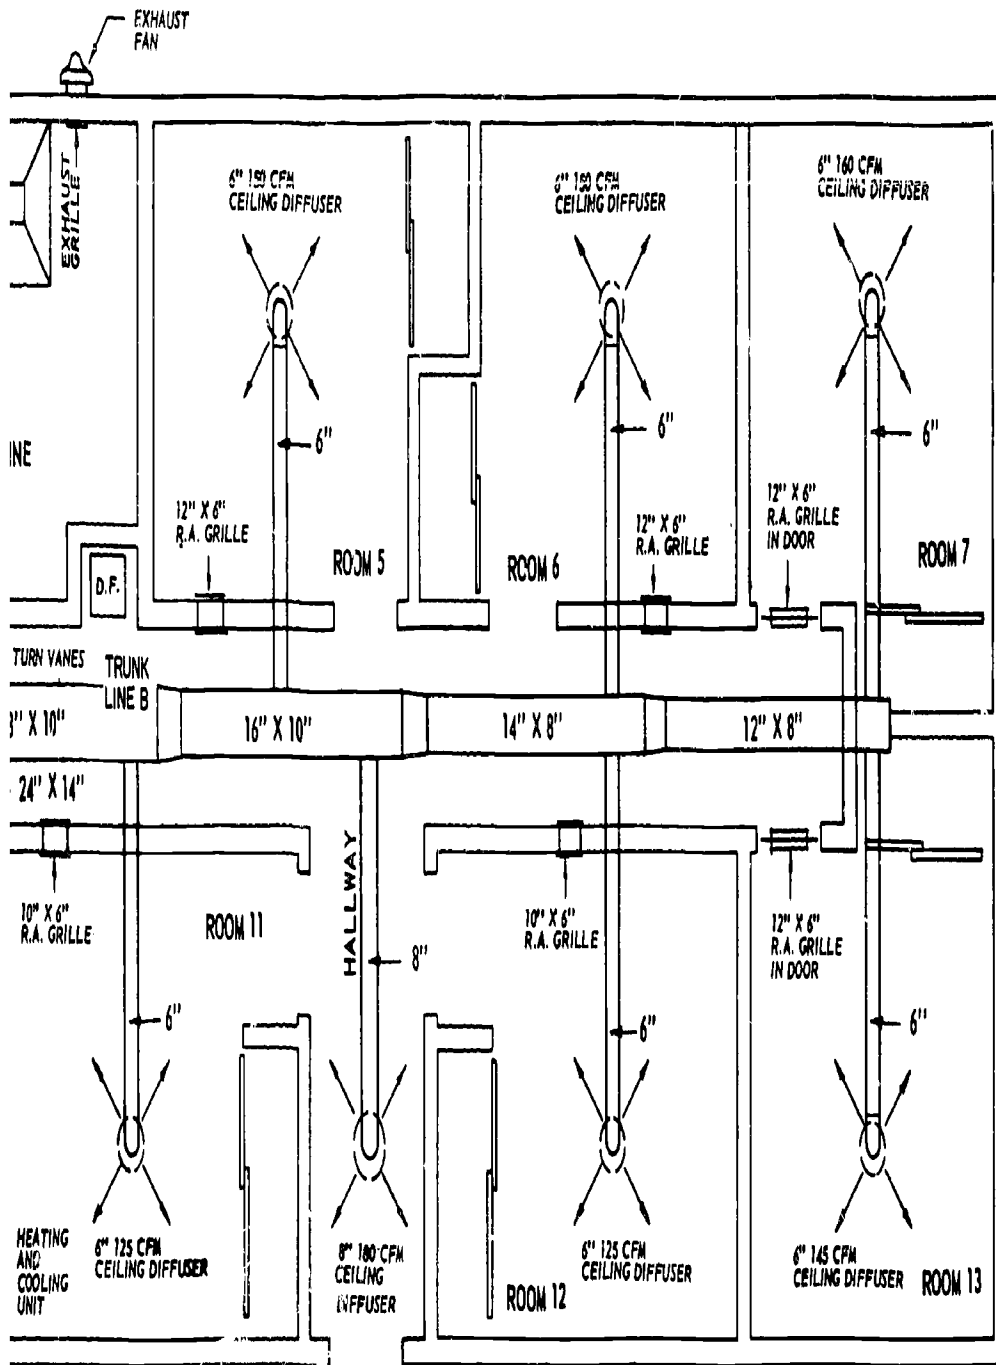 EXHAUST
FAN
EXHAUST
GRILLE
6" 150 CFM
CEILING DIFFUSER
6" 150 CFM
CEILING DIFFUSER
6" 160 CFM
CEILING DIFFUSER
6"
6"
6"
INE
12" X 6"
R.A. GRILLE
12" X 6"
R.A. GRILLE
12" X 6"
R.A. GRILLE
IN DOOR
ROOM 5
ROOM 6
ROOM 7
D.F.
TURN VANES
TRUNK
LINE B
8" X 10"
16" X 10"
14" X 8"
12" X 8"
24" X 14"
HALLWAY
10" X 6"
R.A. GRILLE
ROOM 11
8"
10" X 6"
R.A. GRILLE
12" X 6"
R.A. GRILLE
IN DOOR
6"
6"
6"
HEATING
AND
COOLING
UNIT
6" 125 CFM
CEILING DIFFUSER
8" 180 CFM
CEILING
DIFFUSER
6" 125 CFM
CEILING DIFFUSER
ROOM 12
6" 145 CFM
CEILING DIFFUSER
ROOM 13